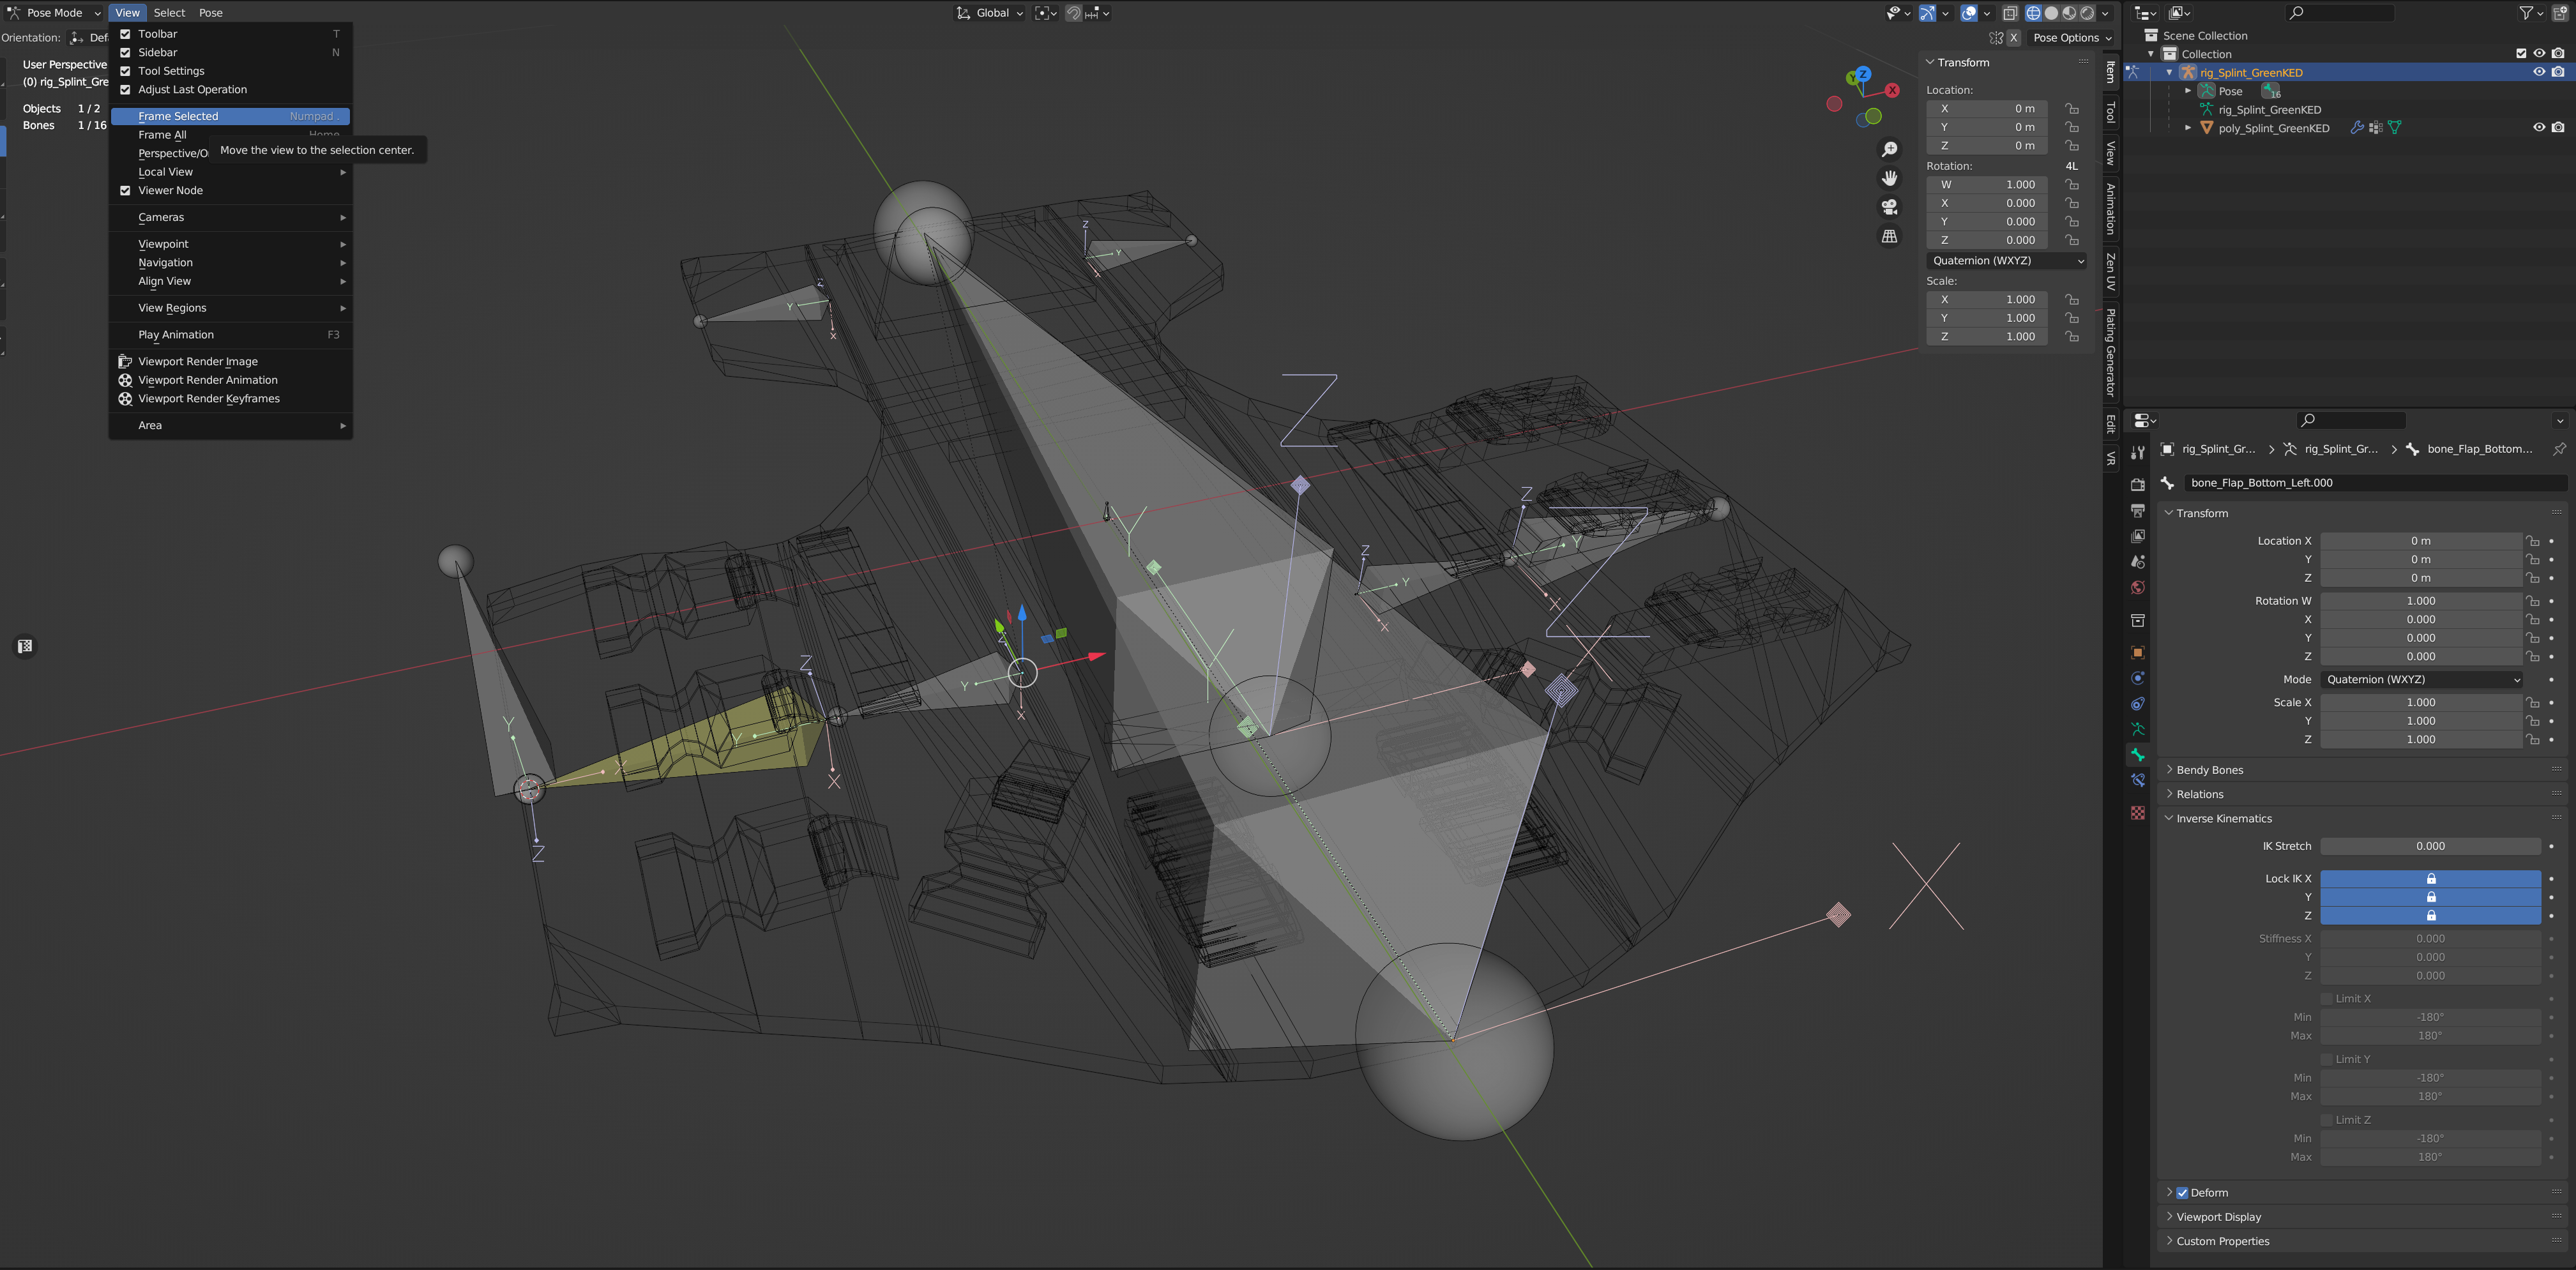 Pose Mode View Select Pose Global
Orientation: Def
Pose Options
X
User Perspective
(0) rig_Splint_Gre
Objects 1 / 2
Bones 1 / 16
Toolbar T
Sidebar N
Tool Settings
Adjust Last Operation
Frame Selected Numpad .
Frame All Home
Perspective/O
Move the view to the selection center.
Local View
Viewer Node
Cameras
Viewpoint
Navigation
Align View
View Regions
Play Animation F3
Viewport Render Image
Viewport Render Animation
Viewport Render Keyframes
Area
Transform
Location:
X 0 m
Y 0 m
Z 0 m
Rotation: 4L
W 1.000
X 0.000
Y 0.000
Z 0.000
Quaternion (WXYZ)
Scale:
X 1.000
Y 1.000
Z 1.000
Item
Tool
View
Animation
Zen UV
Plating Generator
Edit
VR
Scene Collection
Collection
rig_Splint_GreenKED
Pose 16
rig_Splint_GreenKED
poly_Splint_GreenKED
rig_Splint_Gr... rig_Splint_Gr... bone_Flap_Bottom...
bone_Flap_Bottom_Left.000
Transform
Location X 0 m
Y 0 m
Z 0 m
Rotation W 1.000
X 0.000
Y 0.000
Z 0.000
Mode Quaternion (WXYZ)
Scale X 1.000
Y 1.000
Z 1.000
Bendy Bones
Relations
Inverse Kinematics
IK Stretch 0.000
Lock IK X
Y
Z
Stiffness X 0.000
Y 0.000
Z 0.000
Limit X
Min -180°
Max 180°
Limit Y
Min -180°
Max 180°
Limit Z
Min -180°
Max 180°
Deform
Viewport Display
Custom Properties